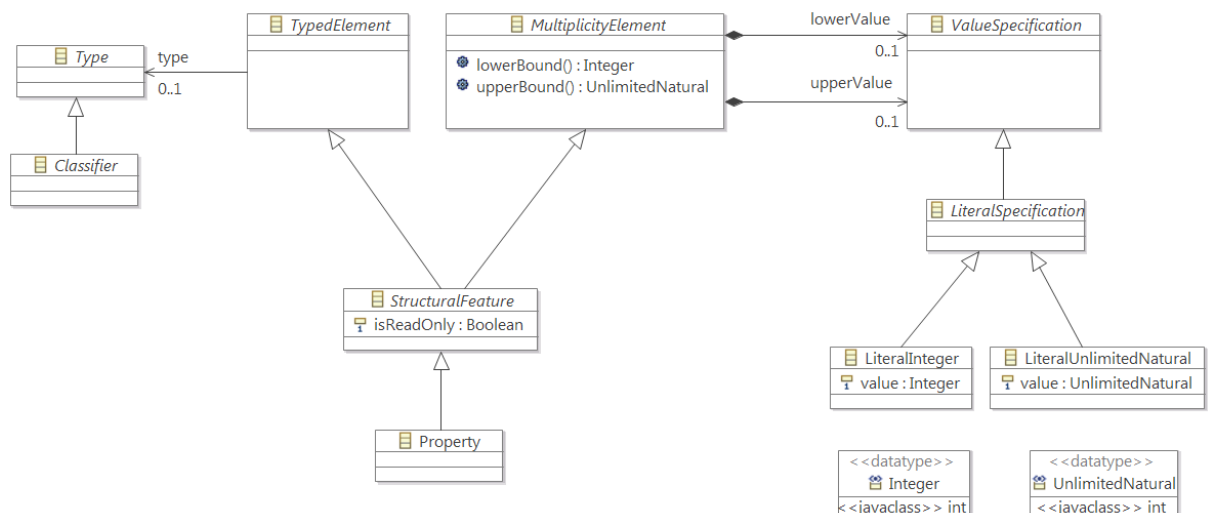 TypedElement
MultiplicityElement
lowerBound() : Integer
upperBound() : UnlimitedNatural
lowerValue
0..1
upperValue
0..1
ValueSpecification
Type
type
0..1
Classifier
LiteralSpecification
StructuralFeature
isReadOnly : Boolean
LiteralInteger
value : Integer
LiteralUnlimitedNatural
value : UnlimitedNatural
Property
<<datatype>>
Integer
<<javaclass>> int
<<datatype>>
UnlimitedNatural
<<javaclass>> int